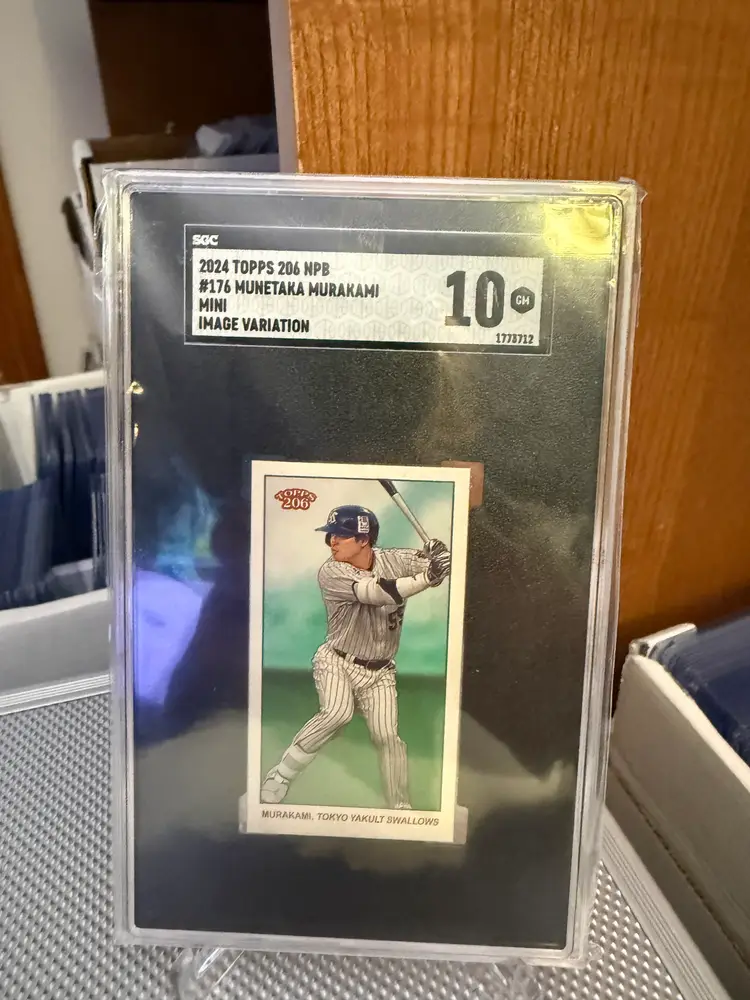 SGC
2024 TOPPS 206 NPB
#176 MUNETAKA MURAKAMI
MINI
IMAGE VARIATION
10 GM
1773712
TOPPS
206
S
55
MURAKAMI, TOKYO YAKULT SWALLOWS